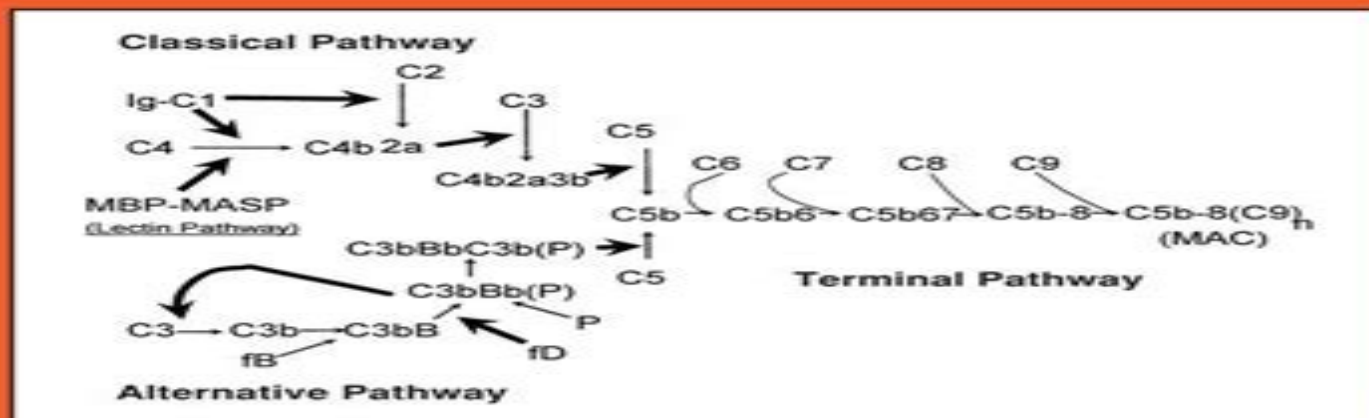 Classical Pathway
C2
Ig-C1
C3
C5
C4
C4b 2a
C6
C7
C8
C9
C4b2a3b
MBP-MASP
(Lectin Pathway)
C5b
C5b6
C5b67
C5b-8
C5b-8(C9)n
(MAC)
C3bBbC3b(P)
C5
Terminal Pathway
C3bBb(P)
C3
C3b
C3bB
P
fB
fD
Alternative Pathway